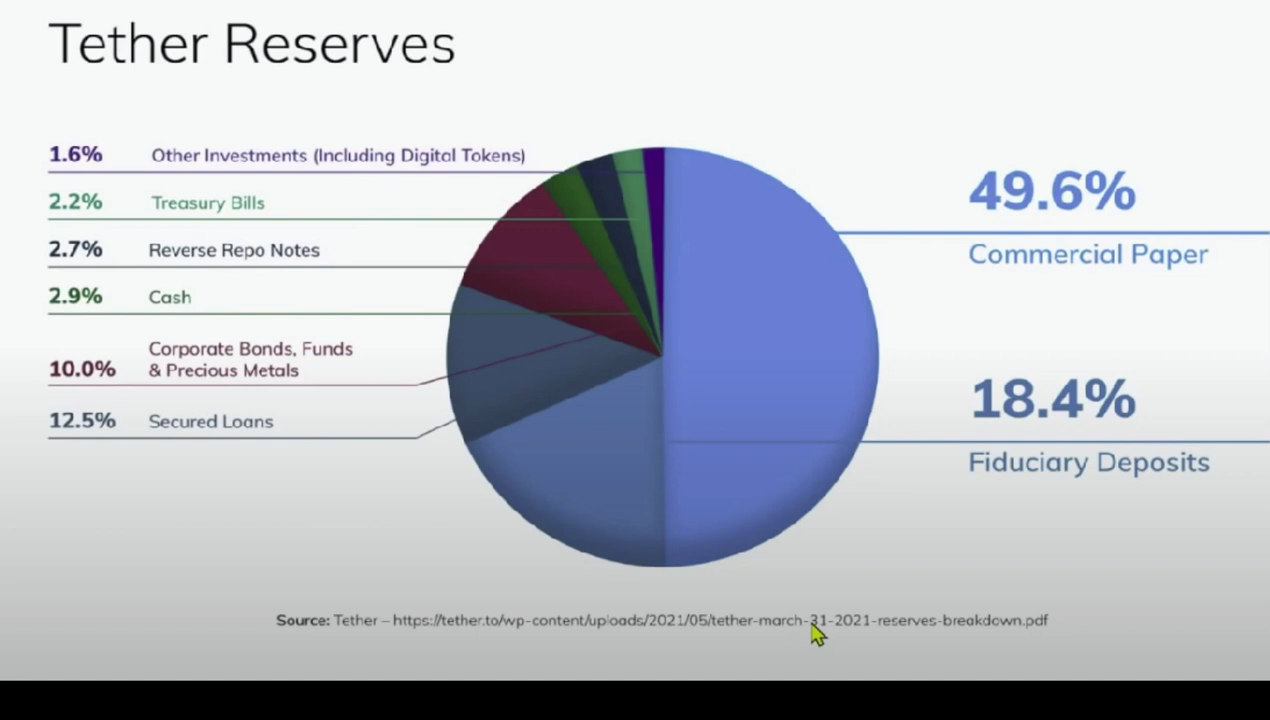 Tether Reserves
1.6% Other Investments (Including Digital Tokens)
2.2% Treasury Bills
2.7% Reverse Repo Notes
2.9% Cash
Corporate Bonds, Funds
10.0% & Precious Metals
12.5% Secured Loans
49.6%
Commercial Paper
18.4%
Fiduciary Deposits
Source: Tether – https://tether.to/wp-content/uploads/2021/05/tether-march-31-2021-reserves-breakdown.pdf